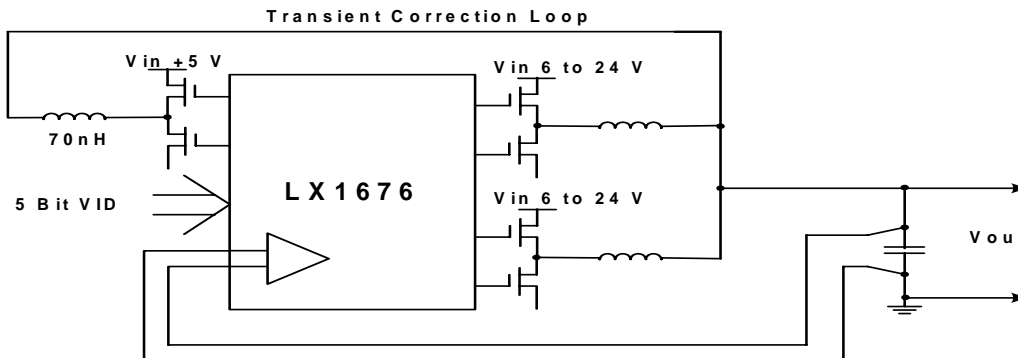 Transient Correction Loop
Vin +5 V
Vin 6 to 24 V
70nH
LX1676
5 Bit VID
Vin 6 to 24 V
Vou